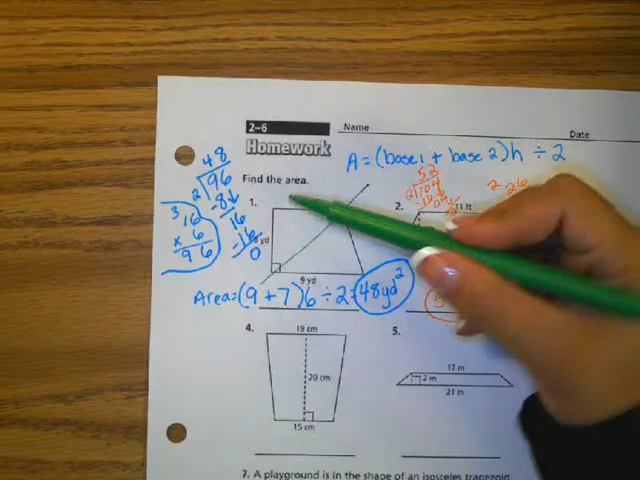 2-6
Name
Date
Homework
A = (base 1 + base 2) h ÷ 2
Find the area.
48
2 96
- 8
16
- 16
0
3
16
× 6
96
1.
yd
9 yd
Area = (9 + 7) 6 ÷ 2 = 48 yd²
2.
52
2 104
11 ft
4.
19 cm
20 cm
15 cm
5.
17 m
2 m
21 m
7. A playground is in the shape of an isosceles trapezoid